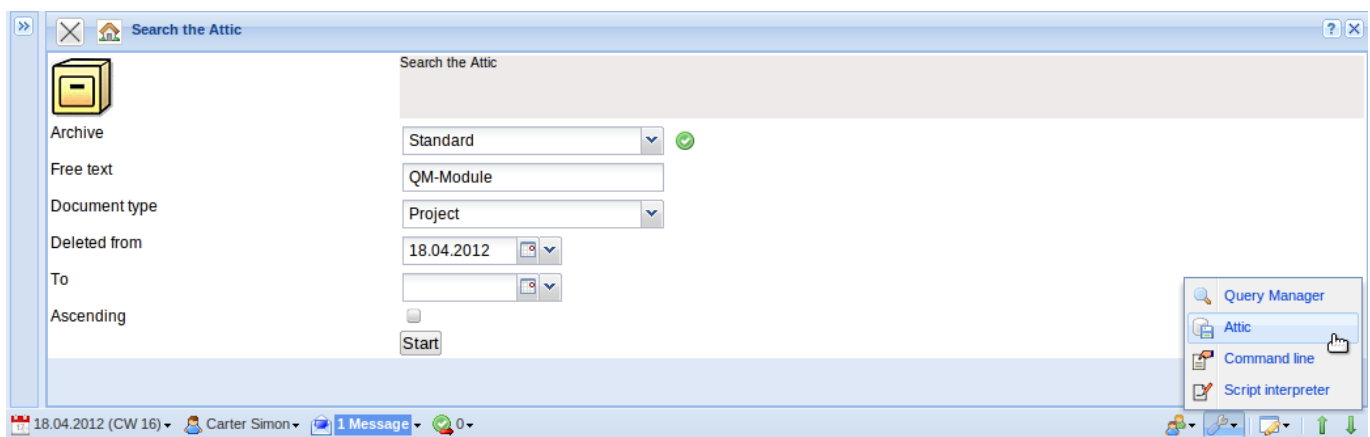 Search the Attic
Search the Attic
Archive
Standard
Free text
QM-Module
Document type
Project
Deleted from
18.04.2012
To
Ascending
Start
Query Manager
Attic
Command line
Script interpreter
18.04.2012 (CW 16) Carter Simon 1 Message 0